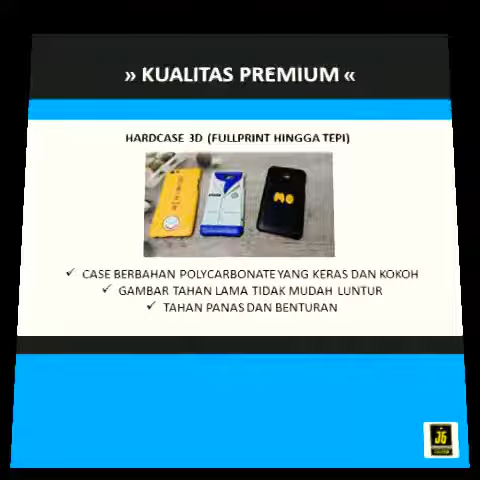 » KUALITAS PREMIUM «
HARDCASE 3D (FULLPRINT HINGGA TEPI)
✓ CASE BERBAHAN POLYCARBONATE YANG KERAS DAN KOKOH
✓ GAMBAR TAHAN LAMA TIDAK MUDAH LUNTUR
✓ TAHAN PANAS DAN BENTURAN
JG